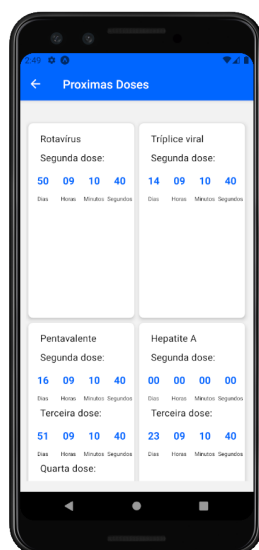 2:49
Proximas Doses
Rotavírus
Segunda dose:
50 09 10 40
Dias Horas Minutos Segundos
Tríplice viral
Segunda dose:
14 09 10 40
Dias Horas Minutos Segundos
Pentavalente
Segunda dose:
16 09 10 40
Dias Horas Minutos Segundos
Terceira dose:
51 09 10 40
Dias Horas Minutos Segundos
Quarta dose:
Hepatite A
Segunda dose:
00 00 00 00
Dias Horas Minutos Segundos
Terceira dose:
23 09 10 40
Dias Horas Minutos Segundos